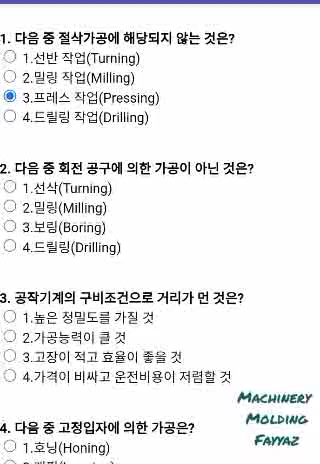 1. 다음 중 절삭가공에 해당되지 않는 것은?
1.선반 작업(Turning)
2.밀링 작업(Milling)
3.프레스 작업(Pressing)
4.드릴링 작업(Drilling)
2. 다음 중 회전 공구에 의한 가공이 아닌 것은?
1.선삭(Turning)
2.밀링(Milling)
3.보링(Boring)
4.드릴링(Drilling)
3. 공작기계의 구비조건으로 거리가 먼 것은?
1.높은 정밀도를 가질 것
2.가공능력이 클 것
3.고장이 적고 효율이 좋을 것
4.가격이 비싸고 운전비용이 저렴할 것
MACHINERY
MOLDING
FAYYAZ
4. 다음 중 고정입자에 의한 가공은?
1.호닝(Honing)